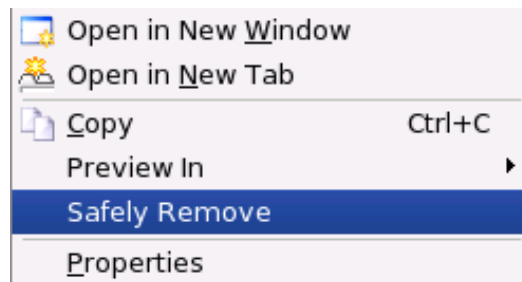 Open in New Window
Open in New Tab
Copy Ctrl+C
Preview In
Safely Remove
Properties